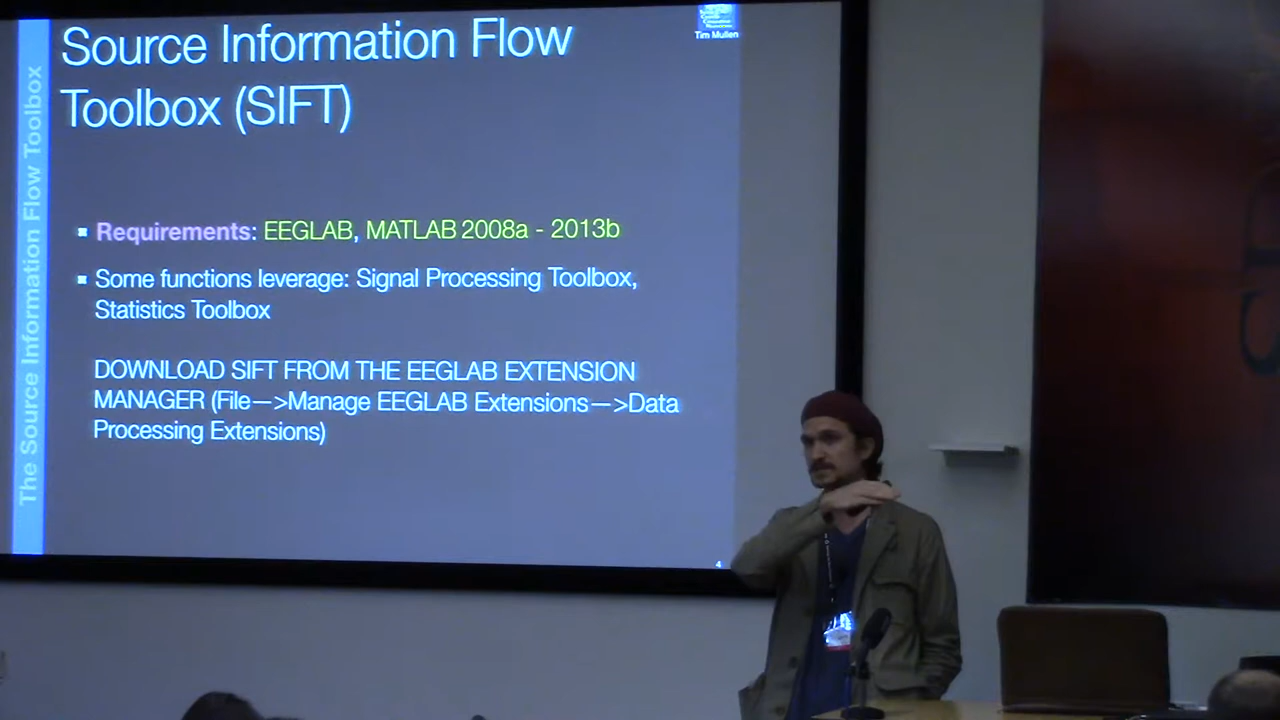 Source Information Flow
Toolbox (SIFT)
Tim Mullen
The Source Information Flow Toolbox
Requirements: EEGLAB, MATLAB 2008a - 2013b
Some functions leverage: Signal Processing Toolbox,
Statistics Toolbox
DOWNLOAD SIFT FROM THE EEGLAB EXTENSION
MANAGER (File—>Manage EEGLAB Extensions—>Data
Processing Extensions)
4